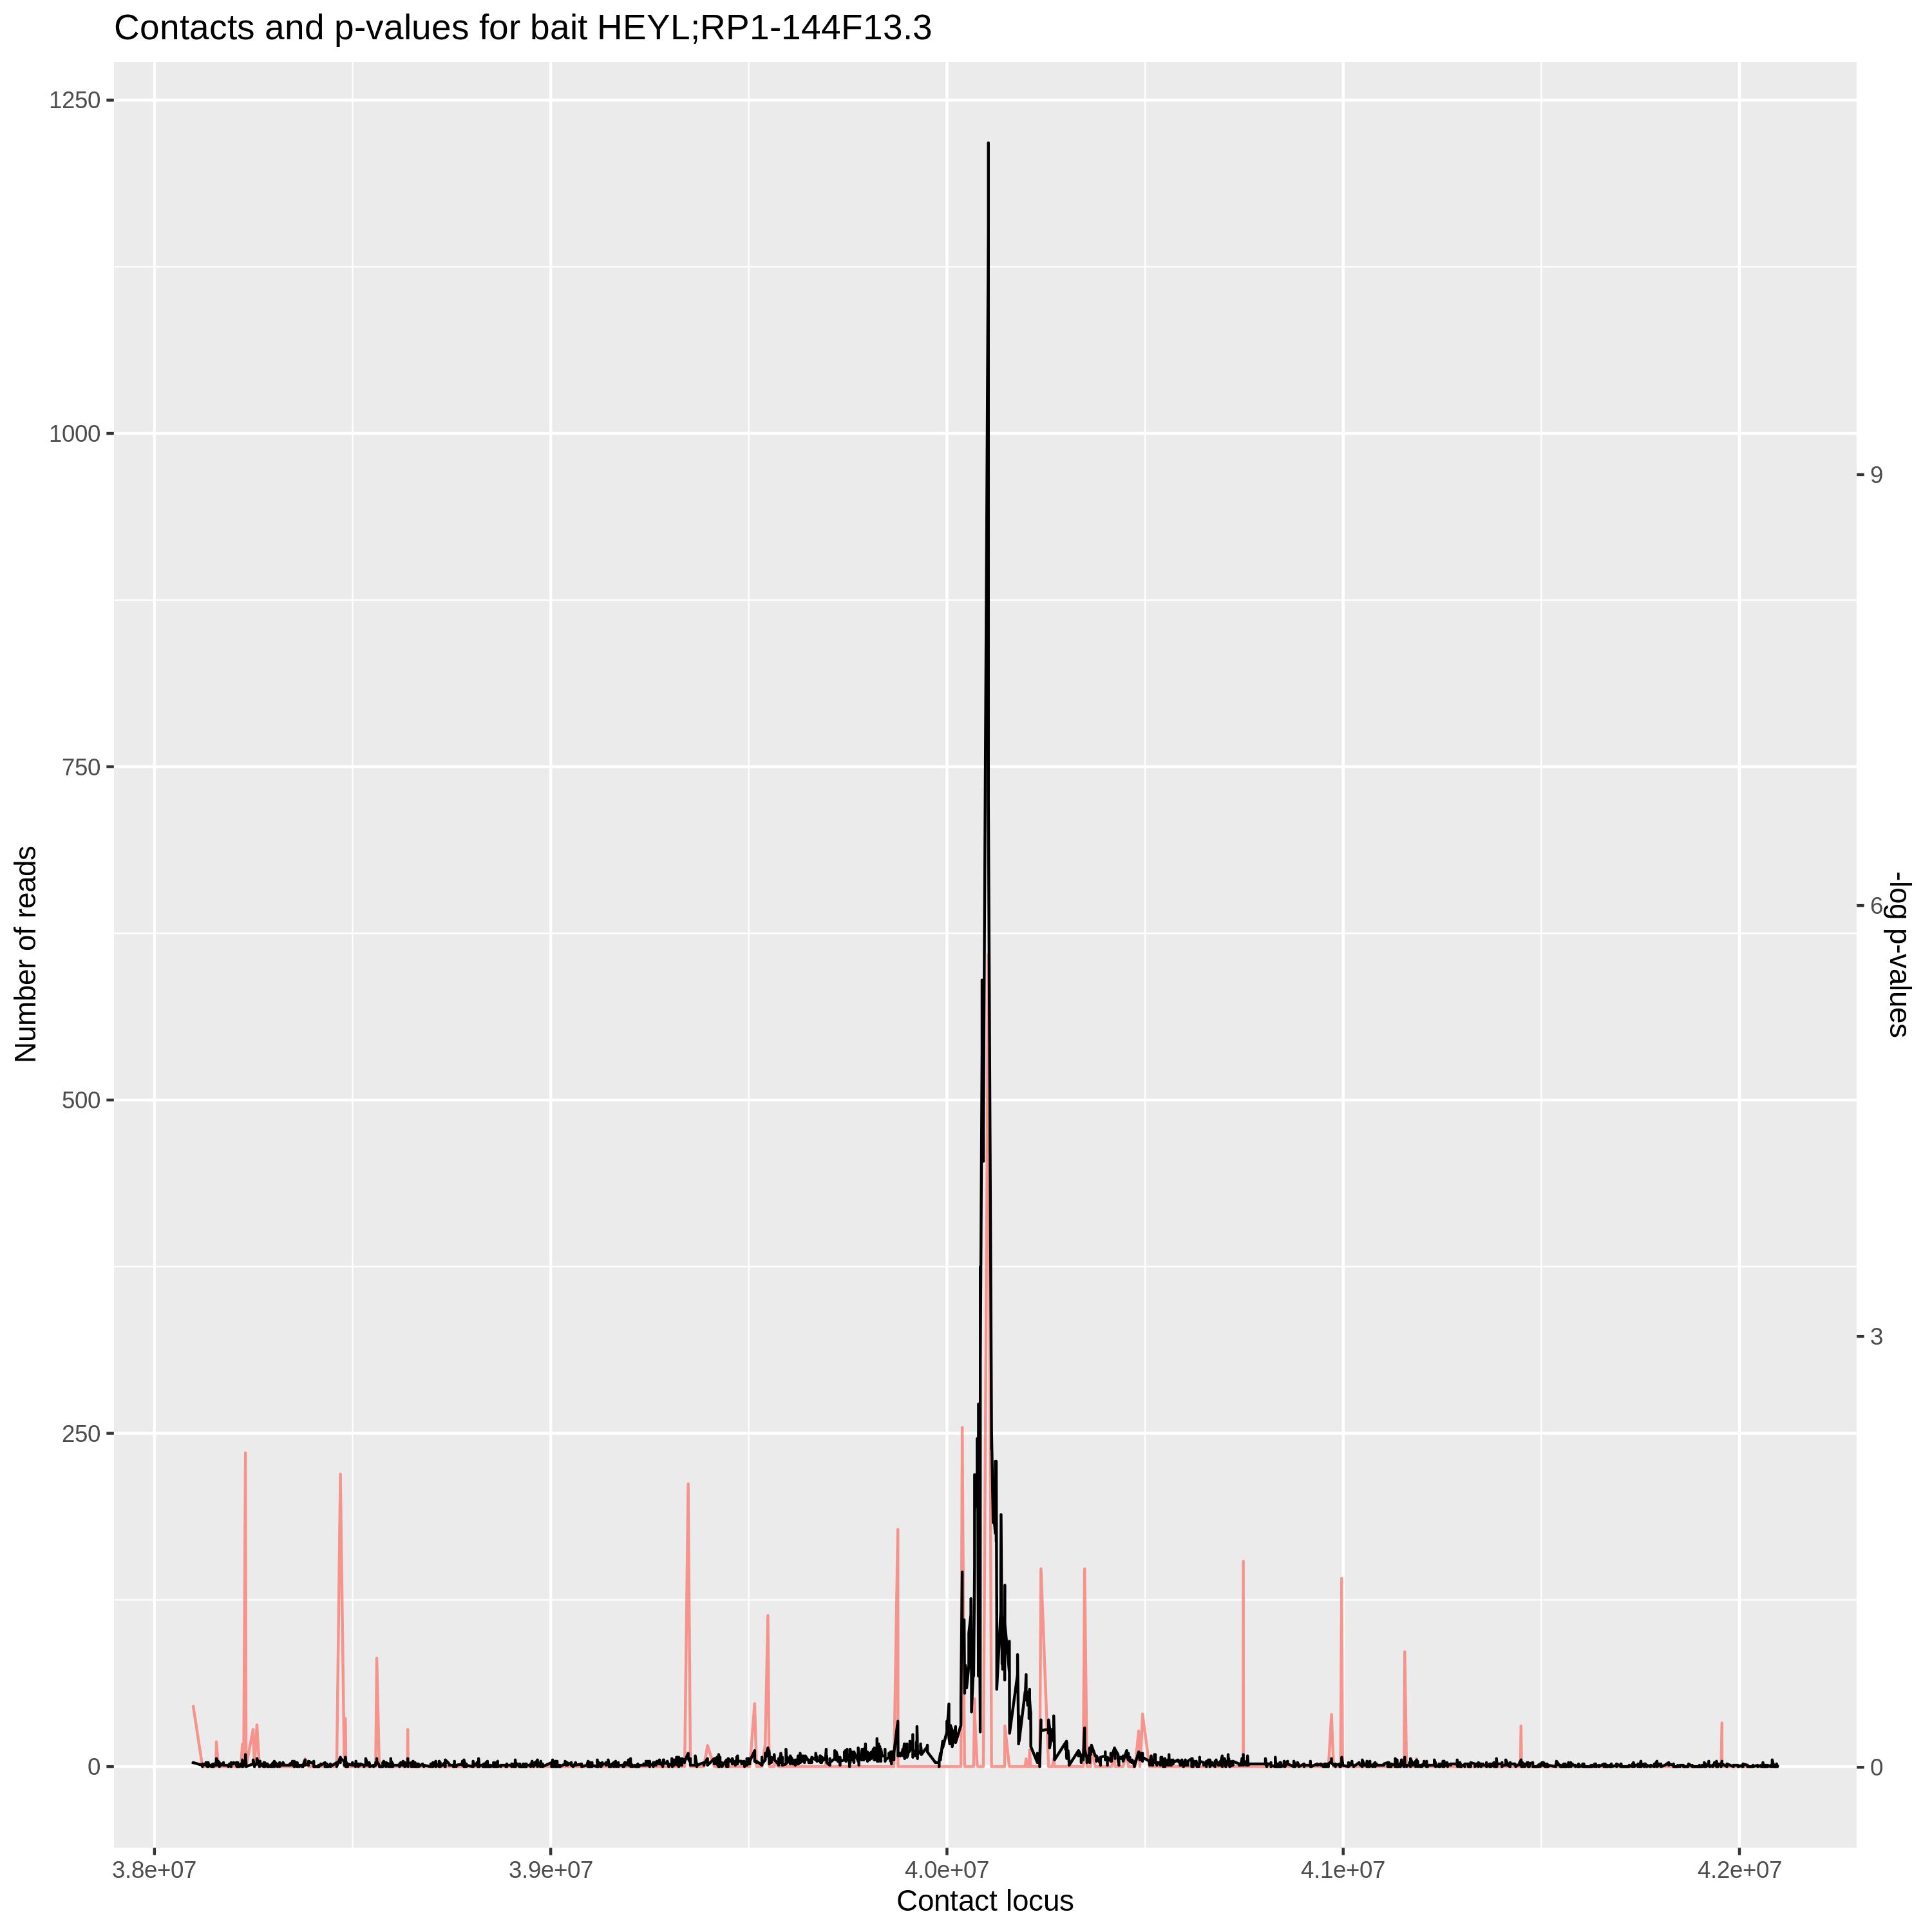 Contacts and p-values for bait HEYL;RP1-144F13.3
1250
1000
750
500
250
0
Number of reads
9
6
3
0
-log p-values
3.8e+07 3.9e+07 4.0e+07 4.1e+07 4.2e+07
Contact locus